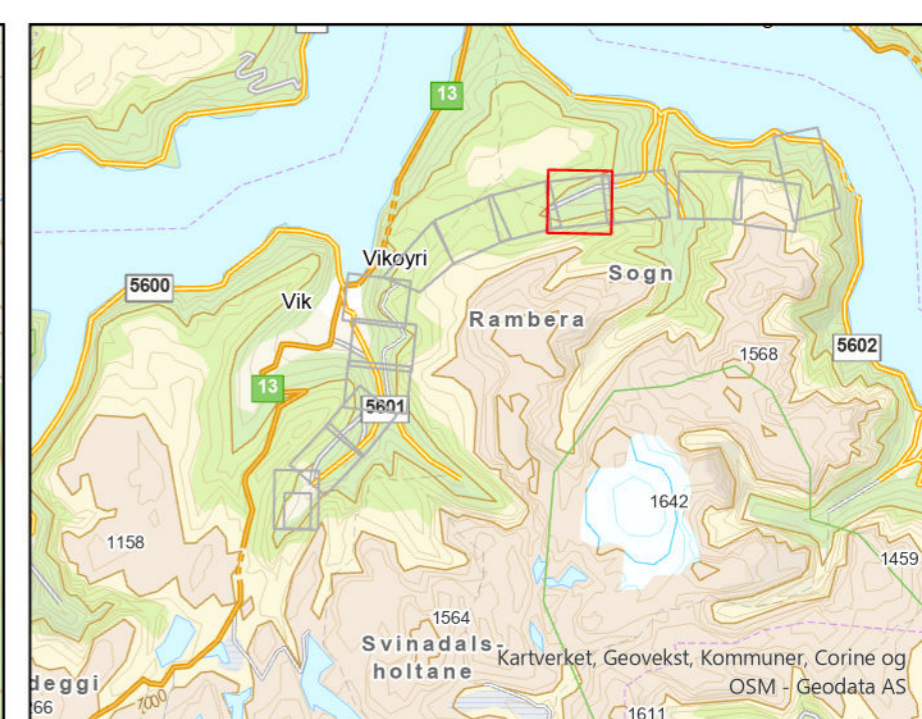 13
Vikøyri
5600
Vik
Sogn
Rambera
1568
5602
13
5601
1642
1158
1459
1564
Svinadals-
holtane
Kartverket, Geovekst, Kommuner, Corine og
OSM - Geodata AS
deggi
1000
1611